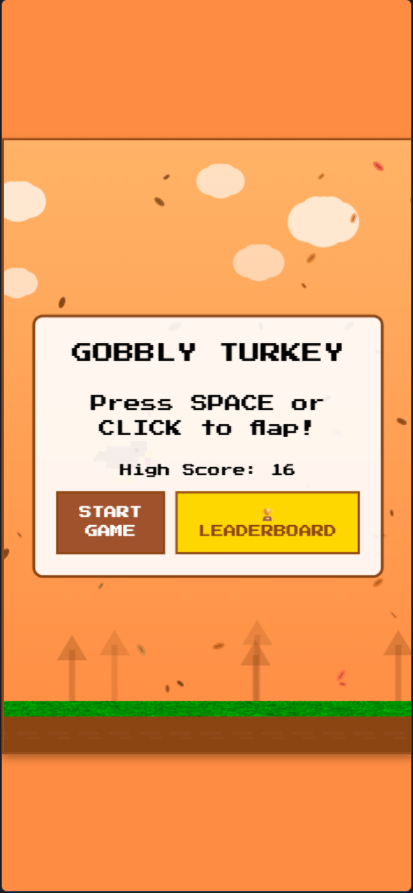 GOBBLY TURKEY
Press SPACE or
CLICK to flap!
High Score: 16
START
GAME
LEADERBOARD